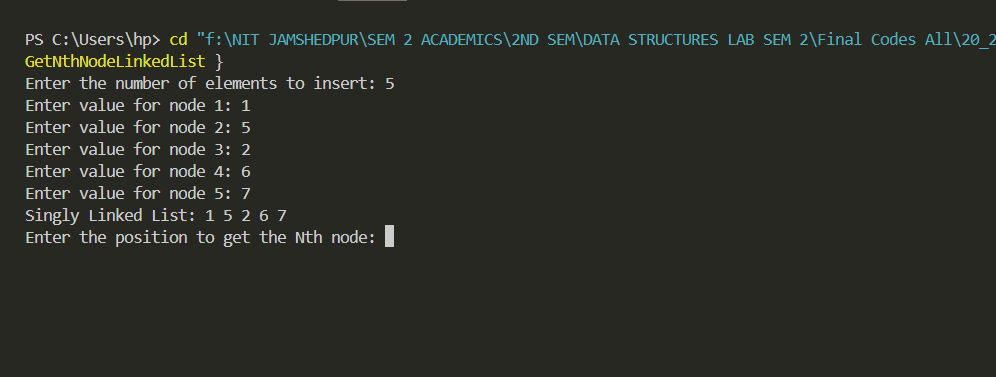 PS C:\Users\hp> cd "f:\NIT JAMSHEDPUR\SEM 2 ACADEMICS\2ND SEM\DATA STRUCTURES LAB SEM 2\Final Codes All\20_2
GetNthNodeLinkedList }
Enter the number of elements to insert: 5
Enter value for node 1: 1
Enter value for node 2: 5
Enter value for node 3: 2
Enter value for node 4: 6
Enter value for node 5: 7
Singly Linked List: 1 5 2 6 7
Enter the position to get the Nth node: